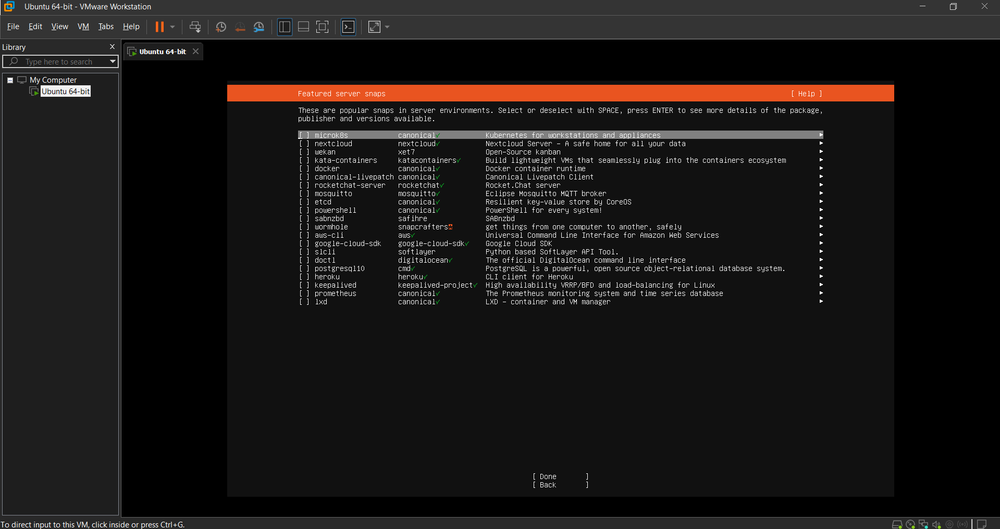 Ubuntu 64-bit - VMware Workstation
File Edit View VM Tabs Help
Library
Type here to search
My Computer
Ubuntu 64-bit
Ubuntu 64-bit
Featured server snaps [ Help ]
These are popular snaps in server environments. Select or deselect with SPACE, press ENTER to see more details of the package,
publisher and versions available.
[ ] microk8s canonical✓ Kubernetes for workstations and appliances ▸
[ ] nextcloud nextcloud✓ Nextcloud Server - A safe home for all your data ▸
[ ] wekan xet7 Open-Source kanban ▸
[ ] kata-containers katacontainers✓ Build lightweight VMs that seamlessly plug into the containers ecosystem ▸
[ ] docker canonical✓ Docker container runtime ▸
[ ] canonical-livepatch canonical✓ Canonical Livepatch Client ▸
[ ] rocketchat-server rocketchat✓ Rocket.Chat server ▸
[ ] mosquitto mosquitto✓ Eclipse Mosquitto MQTT broker ▸
[ ] etcd canonical✓ Resilient key-value store by CoreOS ▸
[ ] powershell canonical✓ PowerShell for every system! ▸
[ ] sabnzbd safihre SABnzbd ▸
[ ] wormhole snapcrafters get things from one computer to another, safely ▸
[ ] aws-cli aws✓ Universal Command Line Interface for Amazon Web Services ▸
[ ] google-cloud-sdk google-cloud-sdk✓ Google Cloud SDK ▸
[ ] slcli softlayer Python based SoftLayer API Tool. ▸
[ ] doctl digitalocean✓ The official DigitalOcean command line interface ▸
[ ] postgresql10 cmd✓ PostgreSQL is a powerful, open source object-relational database system. ▸
[ ] heroku heroku✓ CLI client for Heroku ▸
[ ] keepalived keepalived-project✓ High availability VRRP/BFD and load-balancing for Linux ▸
[ ] prometheus canonical✓ The Prometheus monitoring system and time series database ▸
[ ] lxd canonical✓ LXD - container and VM manager ▸
[ Done ]
[ Back ]
To direct input to this VM, click inside or press Ctrl+G.